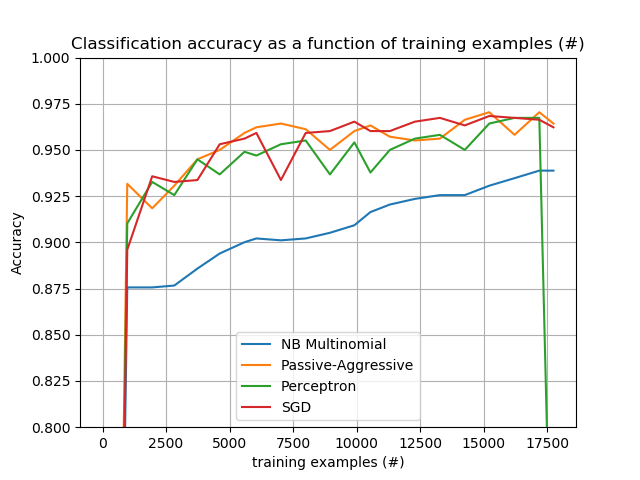 Classification accuracy as a function of training examples (#)
1.000
0.975
0.950
0.925
0.900
0.875
0.850
0.825
0.800
Accuracy
NB Multinomial
Passive-Aggressive
Perceptron
SGD
0 2500 5000 7500 10000 12500 15000 17500
training examples (#)